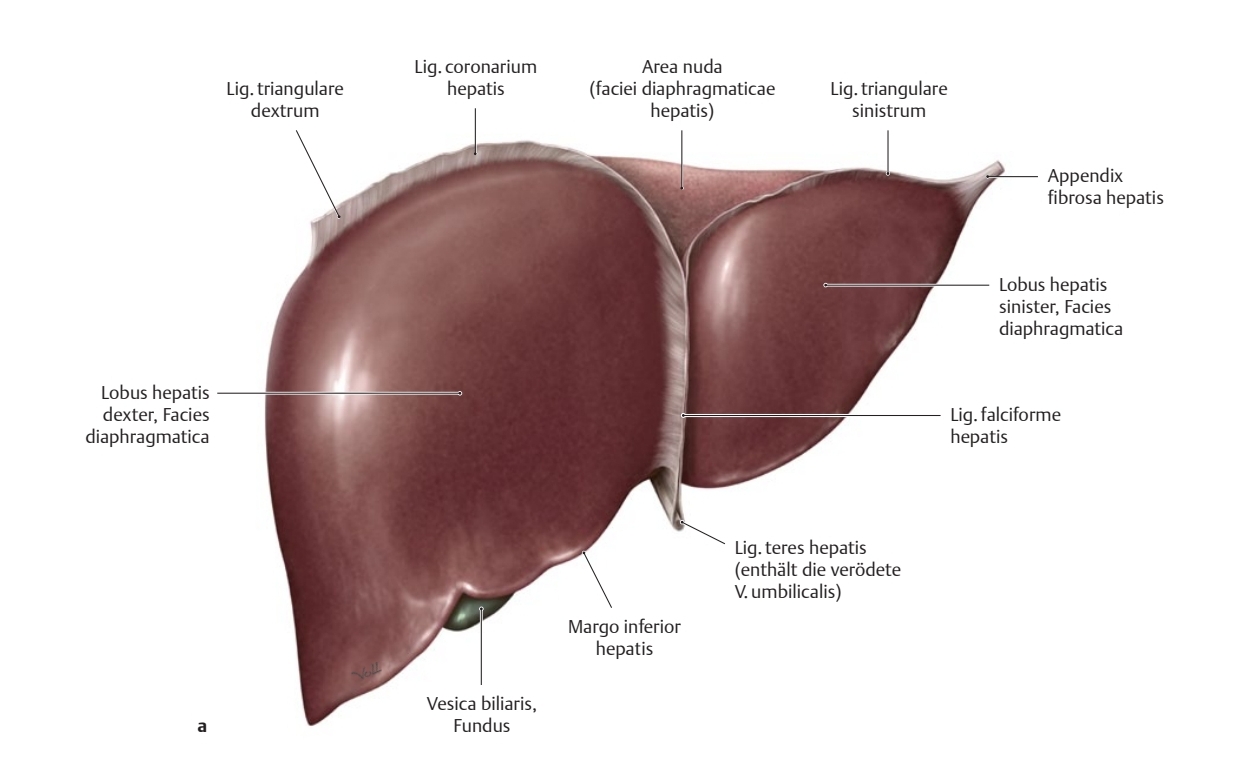 Lig. triangulare
dextrum
Lig. coronarium
hepatis
Area nuda
(faciei diaphragmaticae
hepatis)
Lig. triangulare
sinistrum
Appendix
fibrosa hepatis
Lobus hepatis
sinister, Facies
diaphragmatica
Lobus hepatis
dexter, Facies
diaphragmatica
Lig. falciforme
hepatis
Lig. teres hepatis
(enthält die verödete
V. umbilicalis)
Margo inferior
hepatis
Vesica biliaris,
Fundus
a